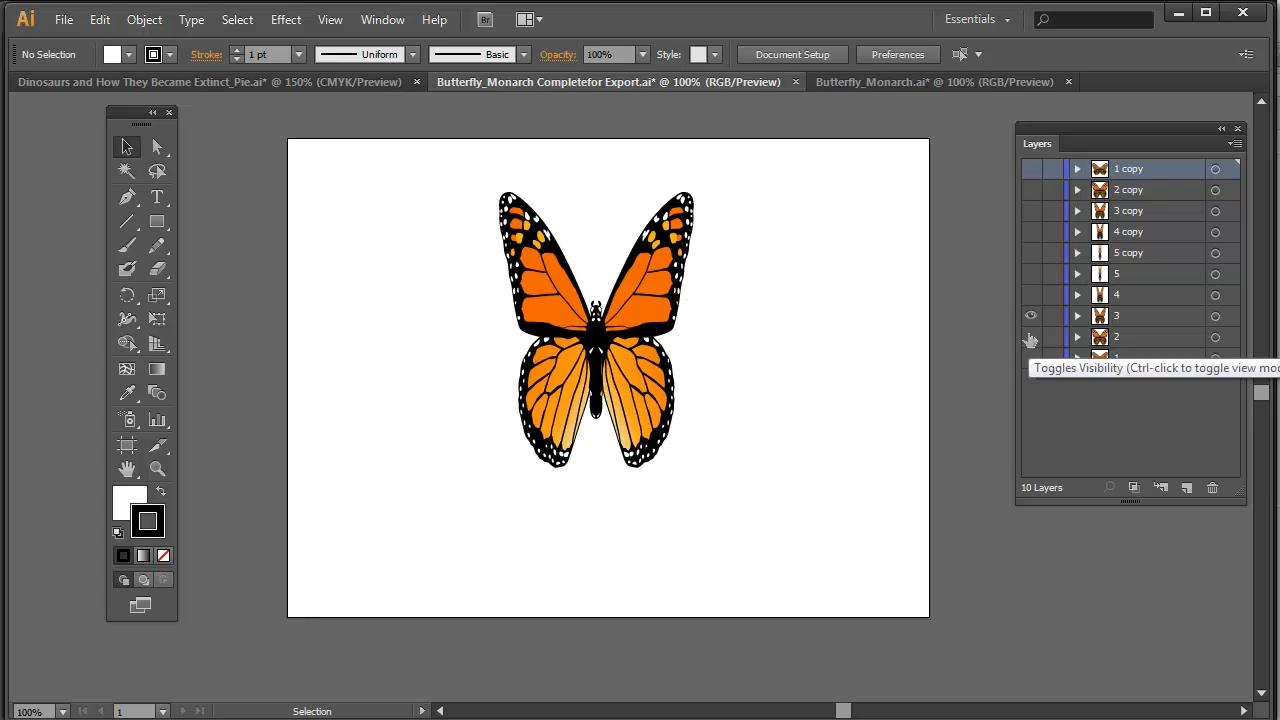 Ai File Edit Object Type Select Effect View Window Help Br Essentials
No Selection Stroke: 1 pt Uniform Basic Opacity: 100% Style: Document Setup Preferences
Dinosaurs and How They Became Extinct_Pie.ai* @ 150% (CMYK/Preview) × Butterfly_Monarch Completefor Export.ai* @ 100% (RGB/Preview) × Butterfly_Monarch.ai* @ 100% (RGB/Preview) ×
Layers
1 copy
2 copy
3 copy
4 copy
5 copy
5
4
3
2
1
Toggles Visibility (Ctrl-click to toggle view mod
10 Layers
100% 1 Selection